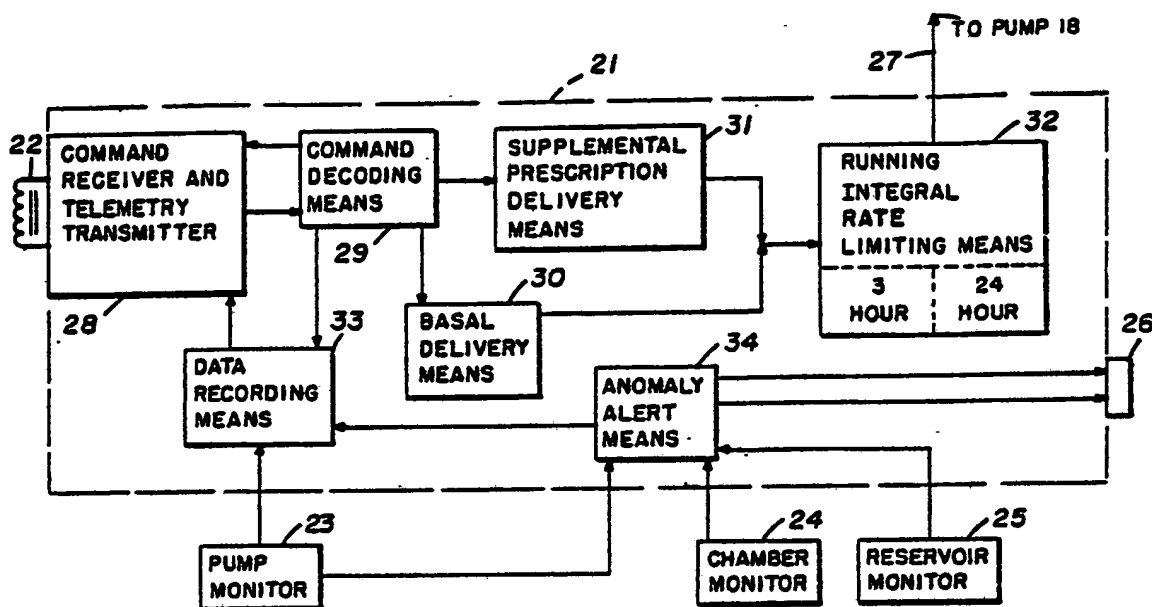 TO PUMP 18
27
21
22
COMMAND
RECEIVER AND
TELEMETRY
TRANSMITTER
28
COMMAND
DECODING
MEANS
29
SUPPLEMENTAL
PRESCRIPTION
DELIVERY
MEANS
31
RUNNING
INTEGRAL
RATE
LIMITING MEANS
3
HOUR
24
HOUR
32
30
BASAL
DELIVERY
MEANS
33
DATA
RECORDING
MEANS
34
ANOMALY
ALERT
MEANS
26
23
PUMP
MONITOR
24
CHAMBER
MONITOR
25
RESERVOIR
MONITOR